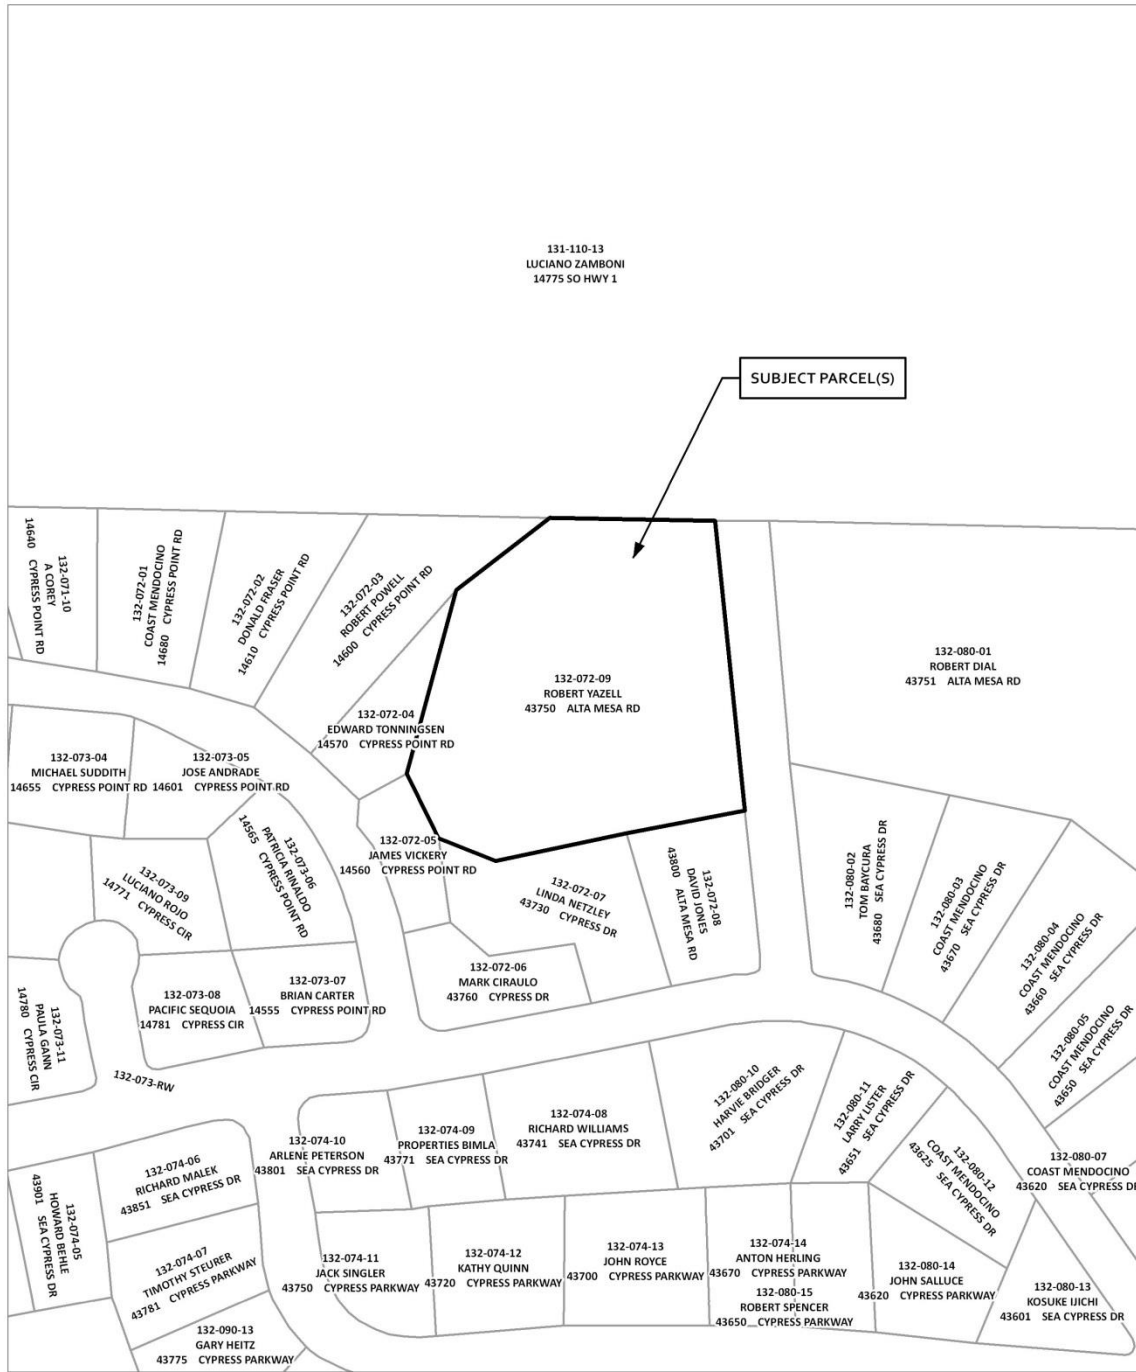 131-110-13
LUCIANO ZAMBONI
14775 SO HWY 1
SUBJECT PARCEL(S)
132-071-10
A COREY
14640 CYPRESS POINT RD
132-072-01
COAST MENDOCINO
14680 CYPRESS POINT RD
132-072-02
DONALD FRASER
14610 CYPRESS POINT RD
132-072-03
ROBERT POWELL
14600 CYPRESS POINT RD
132-072-09
ROBERT YAZELL
43750 ALTA MESA RD
132-080-01
ROBERT DIAL
43751 ALTA MESA RD
132-072-04
EDWARD TONNINGSEN
14570 CYPRESS POINT RD
132-073-04
MICHAEL SUDDITH
14655 CYPRESS POINT RD
132-073-05
JOSE ANDRADE
14601 CYPRESS POINT RD
132-073-06
PATRICIA RINALDO
14565 CYPRESS POINT RD
132-072-05
JAMES VICKERY
14560 CYPRESS POINT RD
132-072-07
LINDA NETZLEY
43730 CYPRESS DR
132-072-08
DAVID JONES
43800 ALTA MESA RD
132-080-02
TOM BAYCURA
43680 SEA CYPRESS DR
132-080-03
COAST MENDOCINO
43670 SEA CYPRESS DR
132-080-04
COAST MENDOCINO
43660 SEA CYPRESS DR
132-080-05
COAST MENDOCINO
43650 SEA CYPRESS DR
132-073-09
LUCIANO ROJO
14771 CYPRESS CIR
132-072-06
MARK CIRAULO
43760 CYPRESS DR
132-073-07
BRIAN CARTER
14555 CYPRESS POINT RD
132-073-08
PACIFIC SEQUOIA
14781 CYPRESS CIR
132-073-11
PAULA GANN
14780 CYPRESS CIR
132-073-RW
132-080-10
HARVIE BRIDGER
43701 SEA CYPRESS DR
132-080-11
LARRY LISTER
43651 SEA CYPRESS DR
132-080-12
COAST MENDOCINO
43625 SEA CYPRESS DR
132-080-07
COAST MENDOCINO
43620 SEA CYPRESS DR
132-074-08
RICHARD WILLIAMS
43741 SEA CYPRESS DR
132-074-09
PROPERTIES BIMLA
43771 SEA CYPRESS DR
132-074-10
ARLENE PETERSON
43801 SEA CYPRESS DR
132-074-06
RICHARD MALEK
43851 SEA CYPRESS DR
132-074-05
HOWARD BEHLE
43901 SEA CYPRESS DR
132-074-07
TIMOTHY STEURER
43781 CYPRESS PARKWAY
132-074-11
JACK SINGLER
43750 CYPRESS PARKWAY
132-074-12
KATHY QUINN
43720 CYPRESS PARKWAY
132-074-13
JOHN ROYCE
43700 CYPRESS PARKWAY
132-074-14
ANTON HERLING
43670 CYPRESS PARKWAY
132-080-15
ROBERT SPENCER
43650 CYPRESS PARKWAY
132-080-14
JOHN SALLUCE
43620 CYPRESS PARKWAY
132-080-13
KOSUKE IJICHI
43601 SEA CYPRESS DR
132-090-13
GARY HEITZ
43775 CYPRESS PARKWAY